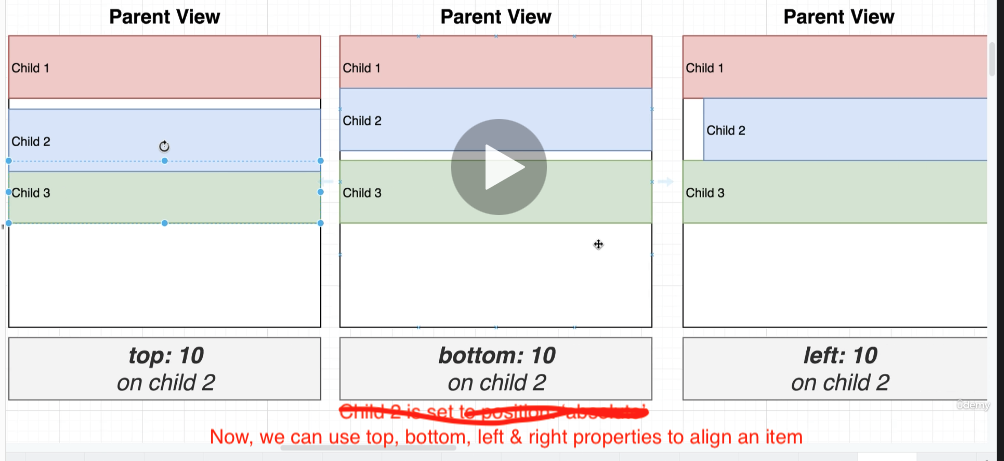 Parent View
Child 1
Child 2
Child 3
top: 10
on child 2
Parent View
Child 1
Child 2
Child 3
bottom: 10
on child 2
Parent View
Child 1
Child 2
Child 3
left: 10
on child 2
Child 2 is set to position 'absolute'
Now, we can use top, bottom, left & right properties to align an item
ûdemy